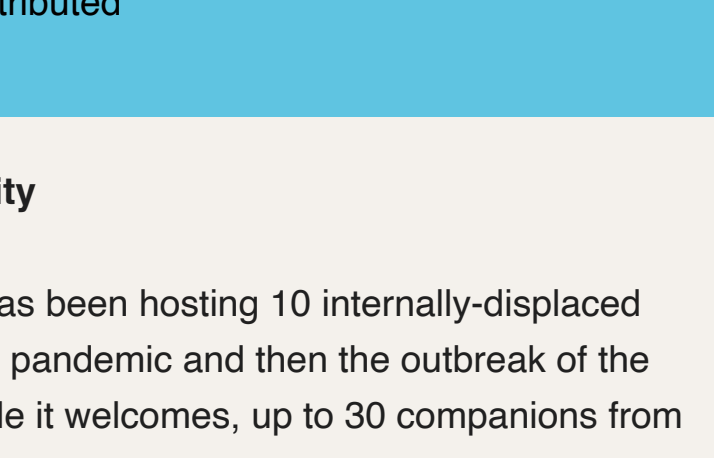 tributed
ity
as been hosting 10 internally-displaced
pandemic and then the outbreak of the
le it welcomes, up to 30 companions from